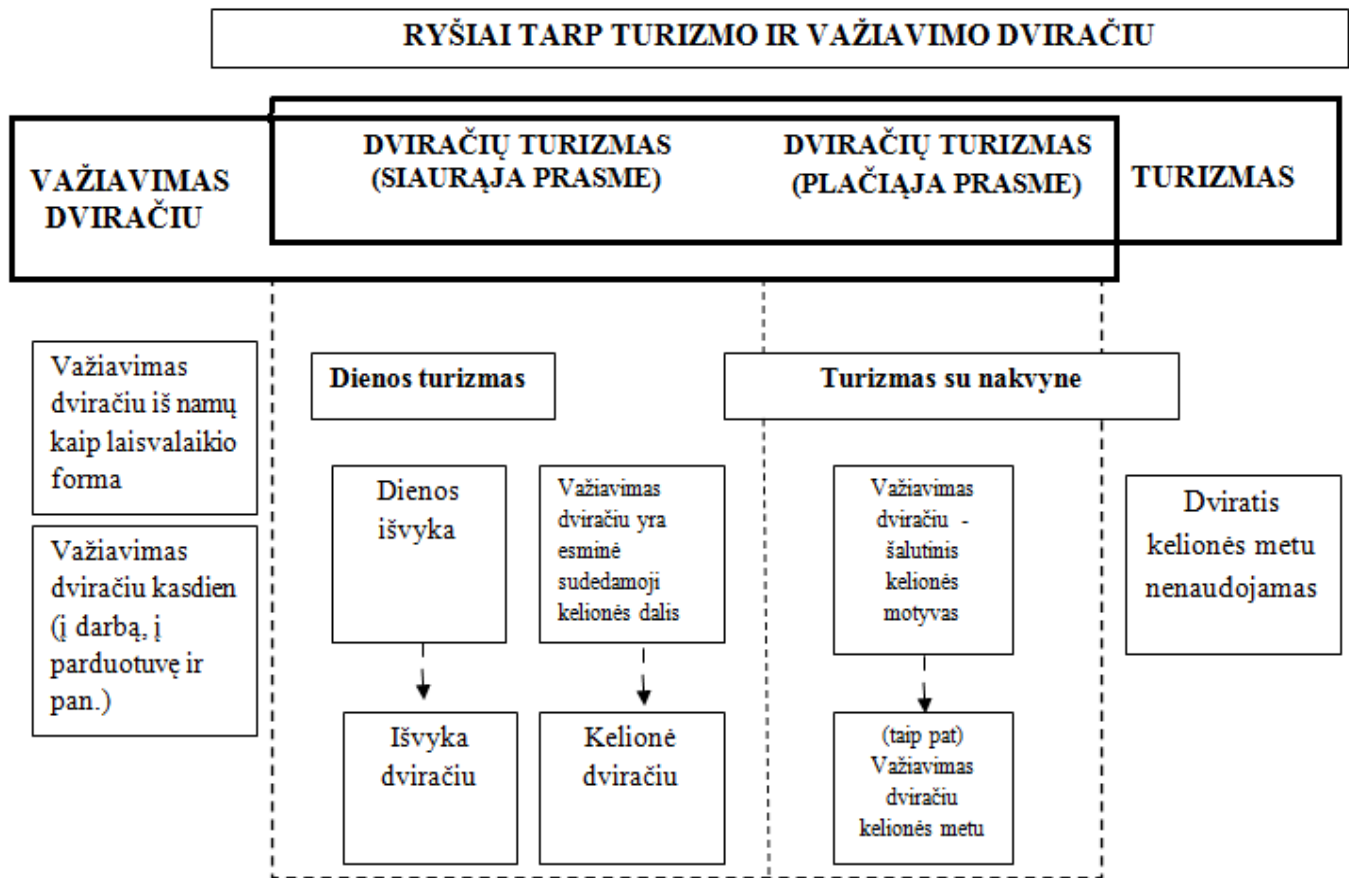 RYŠIAI TARP TURIZMO IR VAŽIAVIMO DVIRAČIU
VAŽIAVIMAS
DVIRAČIU
DVIRAČIŲ TURIZMAS
(SIAURĄJA PRASME)
DVIRAČIŲ TURIZMAS
(PLAČIĄJA PRASME)
TURIZMAS
Važiavimas
dviračiu iš namų
kaip laisvalaikio
forma
Važiavimas
dviračiu kasdien
(į darbą, į
parduotuvę ir
pan.)
Dienos turizmas
Turizmas su nakvyne
Dienos
išvyka
Važiavimas
dviračiu yra
esminė
sudedamoji
kelionės dalis
Važiavimas
dviračiu -
šalutinis
kelionės
motyvas
Dviratis
kelionės metu
nenaudojamas
Išvyka
dviračiu
Kelionė
dviračiu
(taip pat)
Važiavimas
dviračiu
kelionės metu